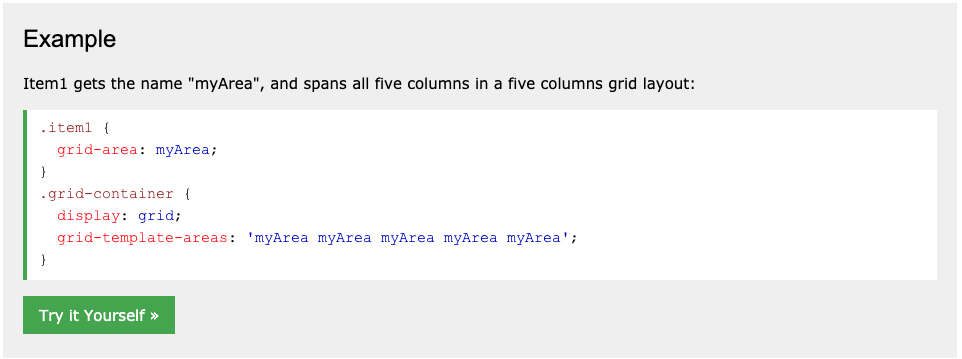 Example
Item1 gets the name "myArea", and spans all five columns in a five columns grid layout:
.item1 {
  grid-area: myArea;
}
.grid-container {
  display: grid;
  grid-template-areas: 'myArea myArea myArea myArea myArea';
}
Try it Yourself »